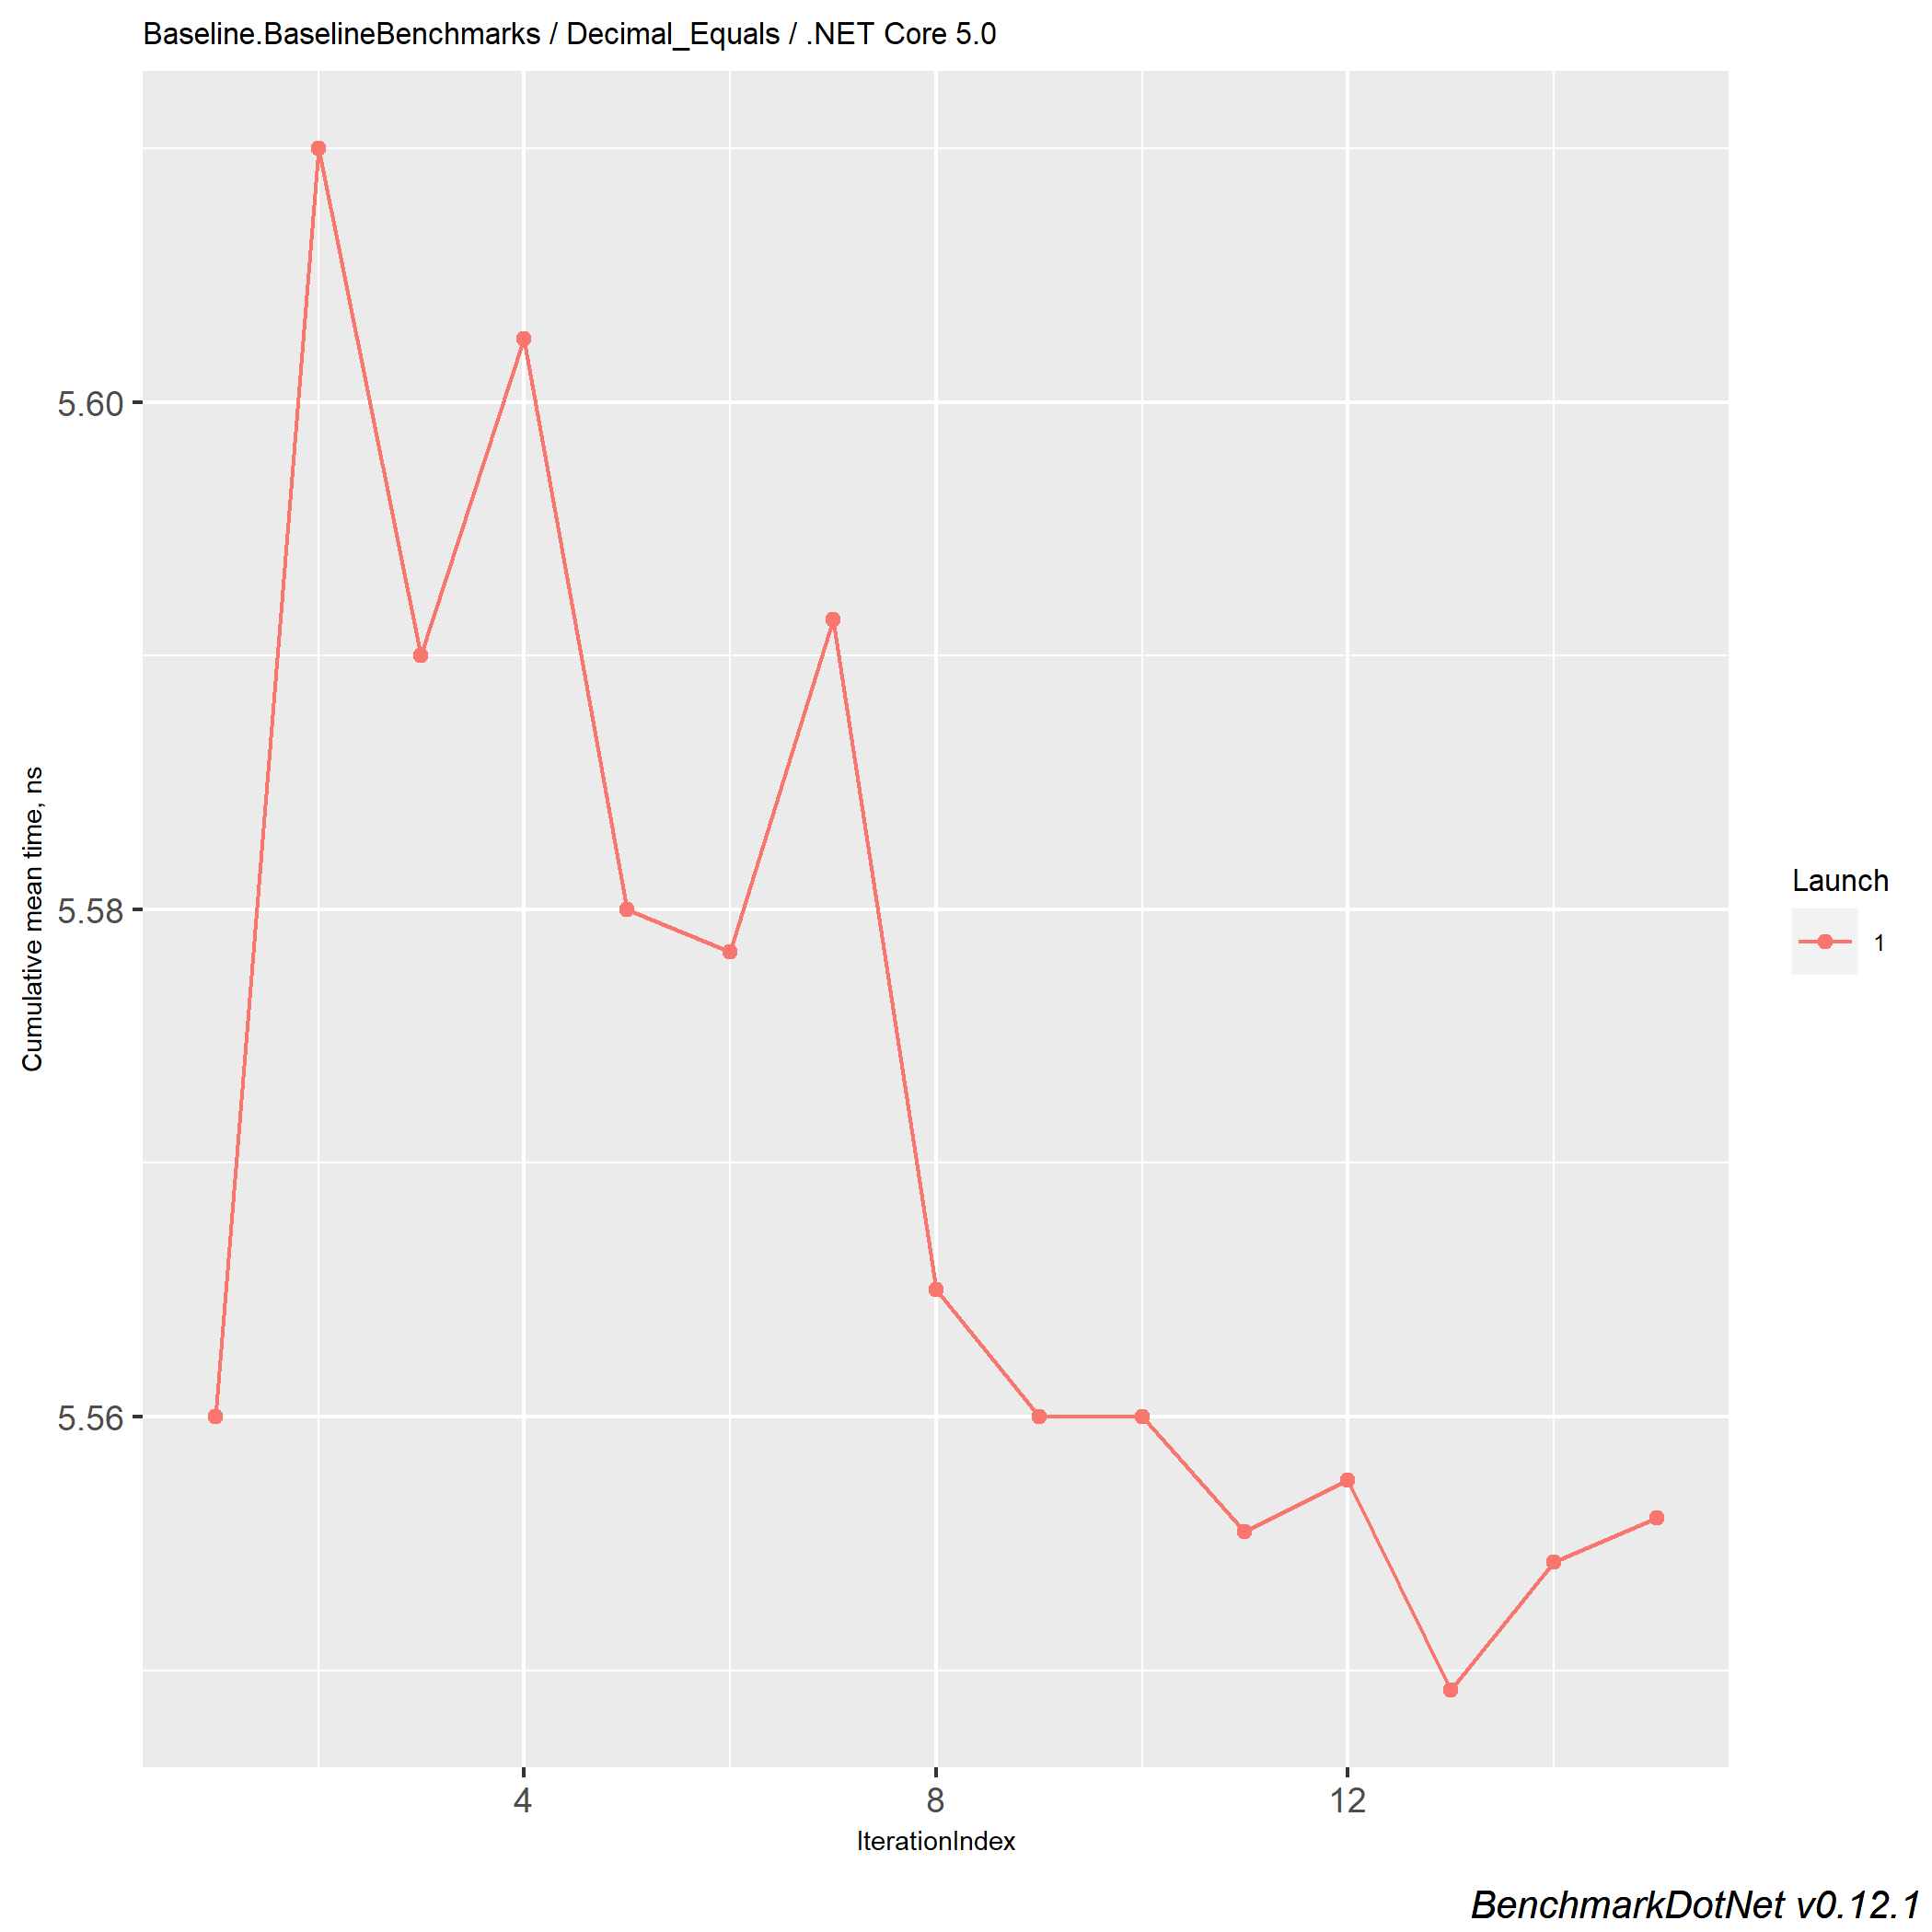 Baseline.BaselineBenchmarks / Decimal_Equals / .NET Core 5.0
Cumulative mean time, ns
5.60
5.58
5.56
4
8
12
IterationIndex
Launch
1
BenchmarkDotNet v0.12.1